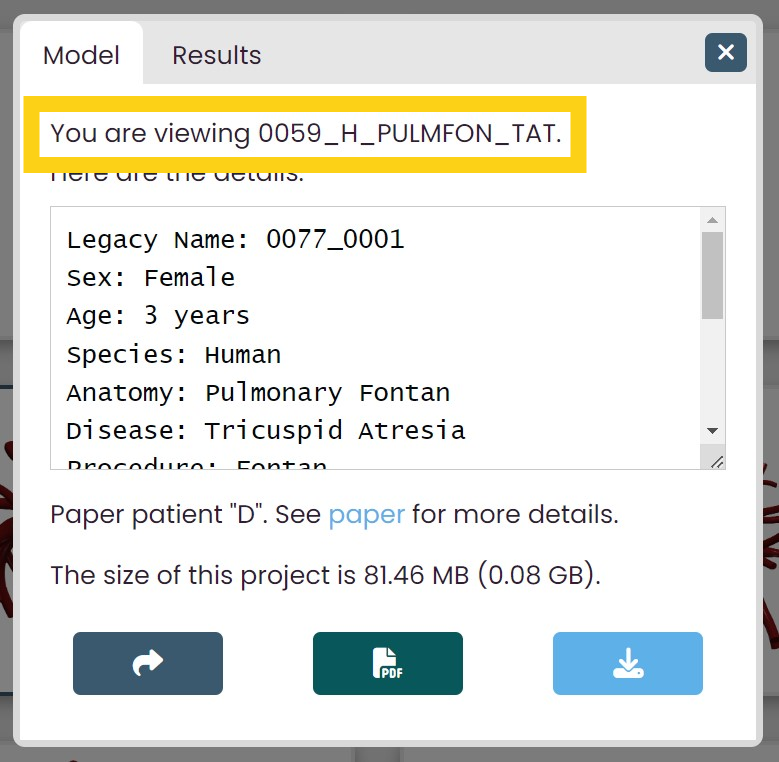 Model
Results
You are viewing 0059_H_PULMFON_TAT.
Here are the details:
Legacy Name: 0077_0001
Sex: Female
Age: 3 years
Species: Human
Anatomy: Pulmonary Fontan
Disease: Tricuspid Atresia
Procedure: Fontan
Paper patient "D". See paper for more details.
The size of this project is 81.46 MB (0.08 GB).
PDF